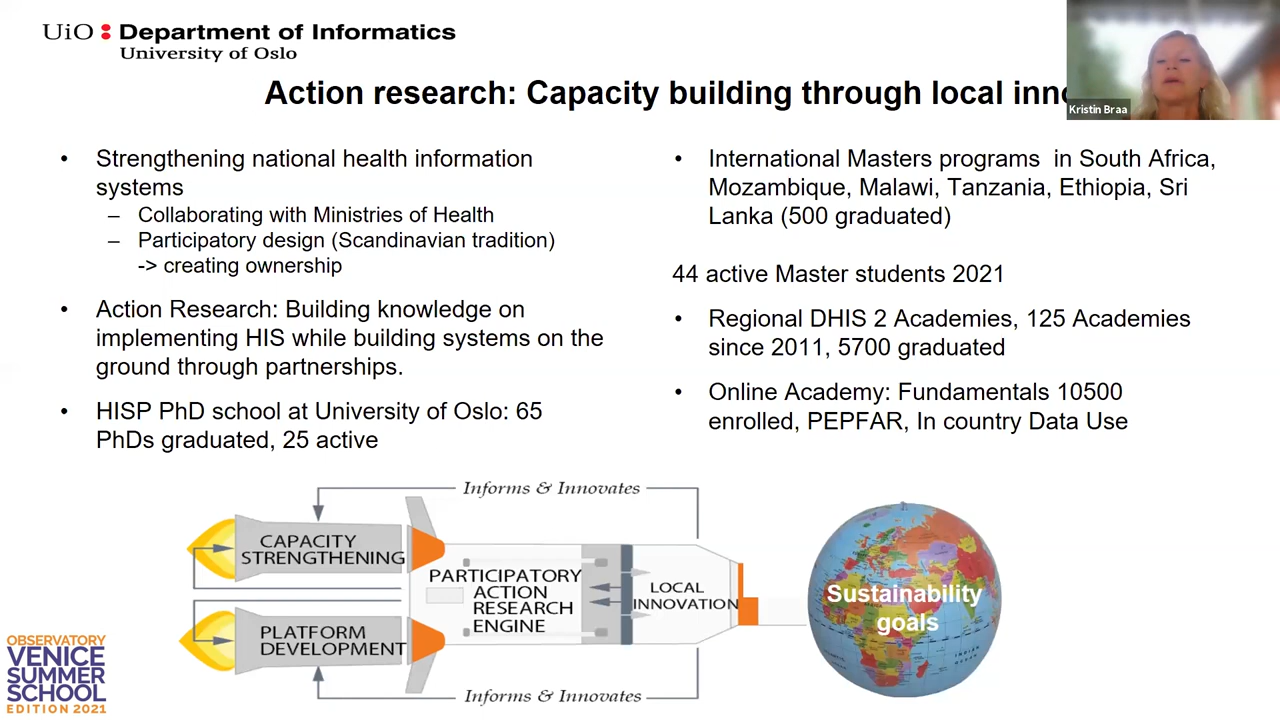 UiO : Department of Informatics
University of Oslo
Action research: Capacity building through local
Kristin Braa
• Strengthening national health information
systems
– Collaborating with Ministries of Health
– Participatory design (Scandinavian tradition)
-> creating ownership
• Action Research: Building knowledge on
implementing HIS while building systems on the
ground through partnerships.
• HISP PhD school at University of Oslo: 65
PhDs graduated, 25 active
• International Masters programs in South Africa,
Mozambique, Malawi, Tanzania, Ethiopia, Sri
Lanka (500 graduated)
44 active Master students 2021
• Regional DHIS 2 Academies, 125 Academies
since 2011, 5700 graduated
• Online Academy: Fundamentals 10500
enrolled, PEPFAR, In country Data Use
Informs & Innovates
CAPACITY
STRENGTHENING
PARTICIPATORY
ACTION
RESEARCH
ENGINE
LOCAL
INNOVATION
PLATFORM
DEVELOPMENT
Informs & Innovates
Sustainability
goals
OBSERVATORY
VENICE
SUMMER
SCHOOL
EDITION 2021